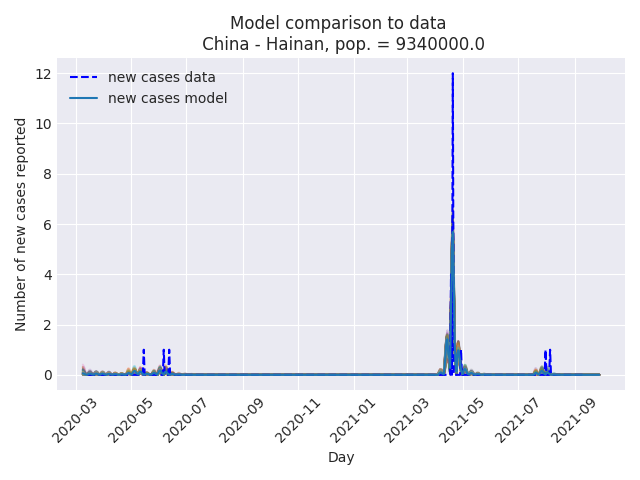 Model comparison to data
China - Hainan, pop. = 9340000.0
new cases data
new cases model
Number of new cases reported
12
10
8
6
4
2
0
2020-03
2020-05
2020-07
2020-09
2020-11
2021-01
2021-03
2021-05
2021-07
2021-09
Day